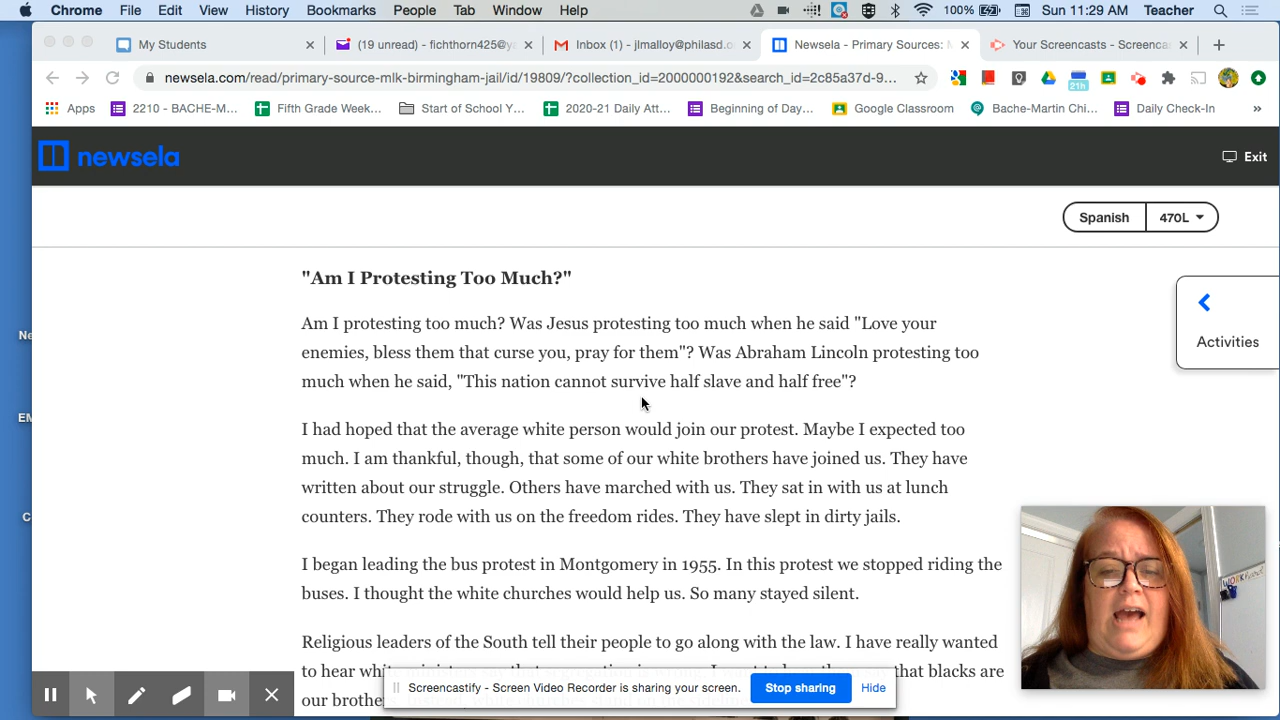 Chrome File Edit View History Bookmarks People Tab Window Help 100% Sun 11:29 AM Teacher
My Students (19 unread) - fichthorn425@y Inbox (1) - jlmalloy@philasd. Newsela - Primary Sources: Your Screencasts - Screenca
newsela.com/read/primary-source-mlk-birmingham-jail/id/19809/?collection_id=2000000192&search_id=2c85a37d-9...
21h
Apps 2210 - BACHE-M... Fifth Grade Week... Start of School Y... 2020-21 Daily Att... Beginning of Day... Google Classroom Bache-Martin Chi... Daily Check-In »
newsela Exit
Spanish 470L
"Am I Protesting Too Much?"
Am I protesting too much? Was Jesus protesting too much when he said "Love your
enemies, bless them that curse you, pray for them"? Was Abraham Lincoln protesting too
much when he said, "This nation cannot survive half slave and half free"?
Activities
I had hoped that the average white person would join our protest. Maybe I expected too
much. I am thankful, though, that some of our white brothers have joined us. They have
written about our struggle. Others have marched with us. They sat in with us at lunch
counters. They rode with us on the freedom rides. They have slept in dirty jails.
I began leading the bus protest in Montgomery in 1955. In this protest we stopped riding the
buses. I thought the white churches would help us. So many stayed silent.
Religious leaders of the South tell their people to go along with the law. I have really wanted
to hear that blacks are
our
Screencastify - Screen Video Recorder is sharing your screen. Stop sharing Hide